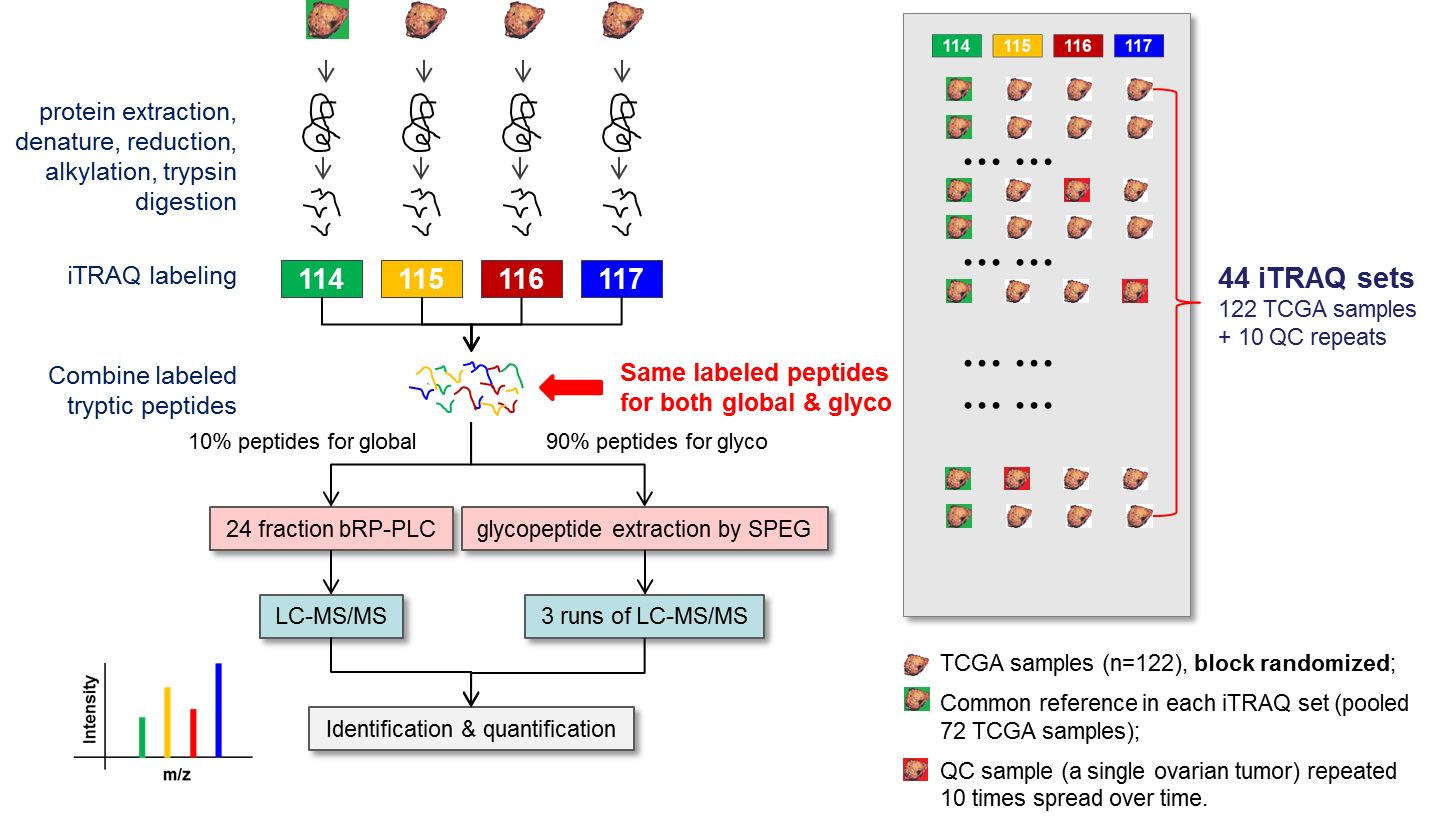 protein extraction,
denature, reduction,
alkylation, trypsin
digestion
iTRAQ labeling
114
115
116
117
Combine labeled
tryptic peptides
Same labeled peptides
for both global & glyco
10% peptides for global
90% peptides for glyco
24 fraction bRP-PLC
glycopeptide extraction by SPEG
LC-MS/MS
3 runs of LC-MS/MS
Identification & quantification
Intensity
m/z
114
115
116
117
44 iTRAQ sets
122 TCGA samples
+ 10 QC repeats
TCGA samples (n=122), block randomized;
Common reference in each iTRAQ set (pooled
72 TCGA samples);
QC sample (a single ovarian tumor) repeated
10 times spread over time.